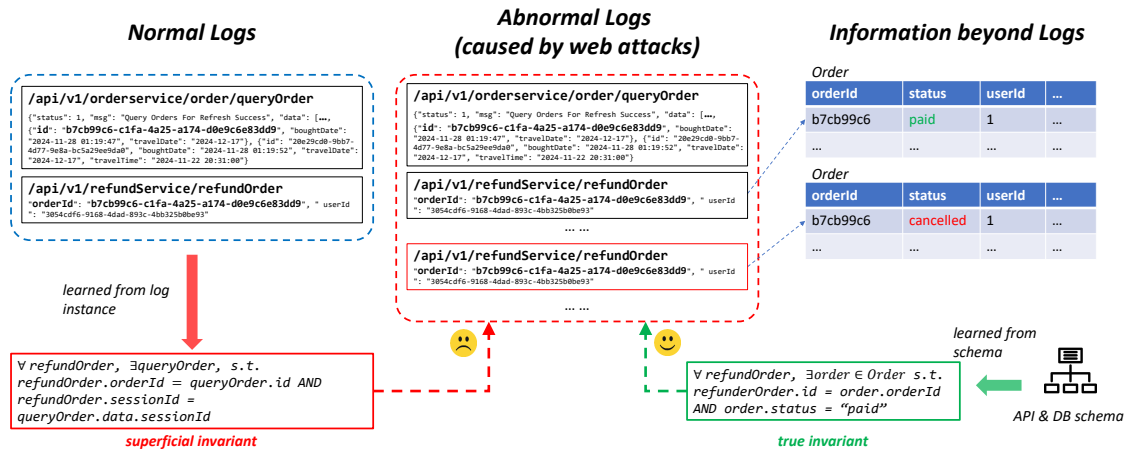 Normal Logs
/api/v1/orderservice/order/queryOrder
{"status": 1, "msg": "Query Orders For Refresh Success", "data": […,
{"id": "b7cb99c6-c1fa-4a25-a174-d0e9c6e83dd9", "boughtDate":
"2024-11-28 01:19:47", "travelDate": "2024-12-17"}, {"id": "20e29cd0-9bb7-
4d77-9e8a-bc5a29ee9da0", "boughtDate": "2024-11-28 01:19:52", "travelDate":
"2024-12-17", "travelTime": "2024-11-22 20:31:00"}
/api/v1/refundService/refundOrder
"orderId": "b7cb99c6-c1fa-4a25-a174-d0e9c6e83dd9", " userId
": "3054cdf6-9168-4dad-893c-4bb325b0be93"
learned from log
instance
∀ refundOrder, ∃queryOrder, s.t.
refundOrder.orderId = queryOrder.id AND
refundOrder.sessionId =
queryOrder.data.sessionId
superficial invariant
Abnormal Logs
(caused by web attacks)
/api/v1/orderservice/order/queryOrder
{"status": 1, "msg": "Query Orders For Refresh Success", "data": […,
{"id": "b7cb99c6-c1fa-4a25-a174-d0e9c6e83dd9", "boughtDate":
"2024-11-28 01:19:47", "travelDate": "2024-12-17"}, {"id": "20e29cd0-9bb7-
4d77-9e8a-bc5a29ee9da0", "boughtDate": "2024-11-28 01:19:52", "travelDate":
"2024-12-17", "travelTime": "2024-11-22 20:31:00"}
/api/v1/refundService/refundOrder
"orderId": "b7cb99c6-c1fa-4a25-a174-d0e9c6e83dd9", " userId
": "3054cdf6-9168-4dad-893c-4bb325b0be93"
… …
/api/v1/refundService/refundOrder
"orderId": "b7cb99c6-c1fa-4a25-a174-d0e9c6e83dd9", " userId
": "3054cdf6-9168-4dad-893c-4bb325b0be93"
… …
Information beyond Logs
Order
orderId status userId …
b7cb99c6 paid 1 …
… … …
Order
orderId status userId …
b7cb99c6 cancelled 1 …
… … …
∀ refundOrder, ∃order ∈ Order s.t.
refunderOrder.id = order.orderId
AND order.status = “paid”
true invariant
learned from
schema
API & DB schema